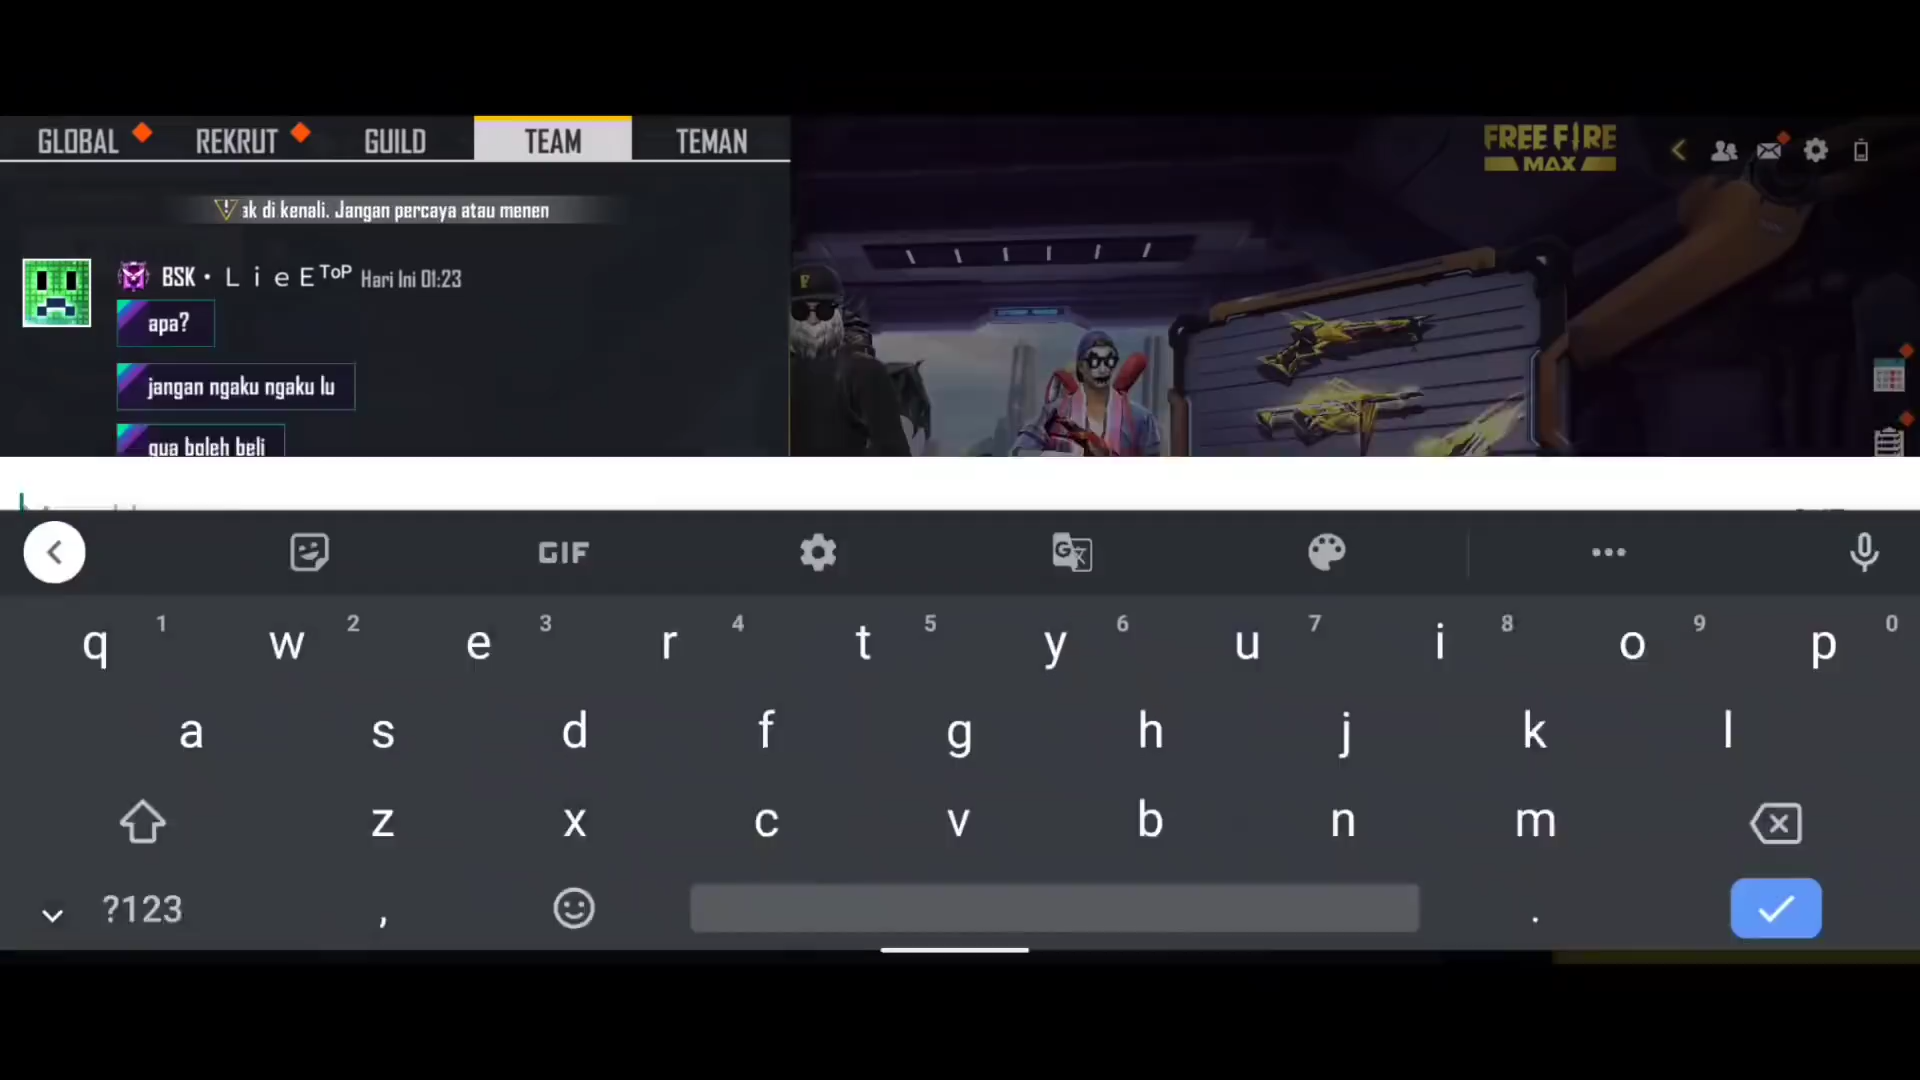 GLOBAL REKRUT GUILD TEAM TEMAN
FREE FIRE
MAX
ak di kenali. Jangan percaya atau menen
BSK • L i e E ToP Hari Ini 01:23
apa?
jangan ngaku ngaku lu
gua boleh beli
GIF
q 1 w 2 e 3 r 4 t 5 y 6 u 7 i 8 o 9 p 0
a s d f g h j k l
z x c v b n m
?123 , .